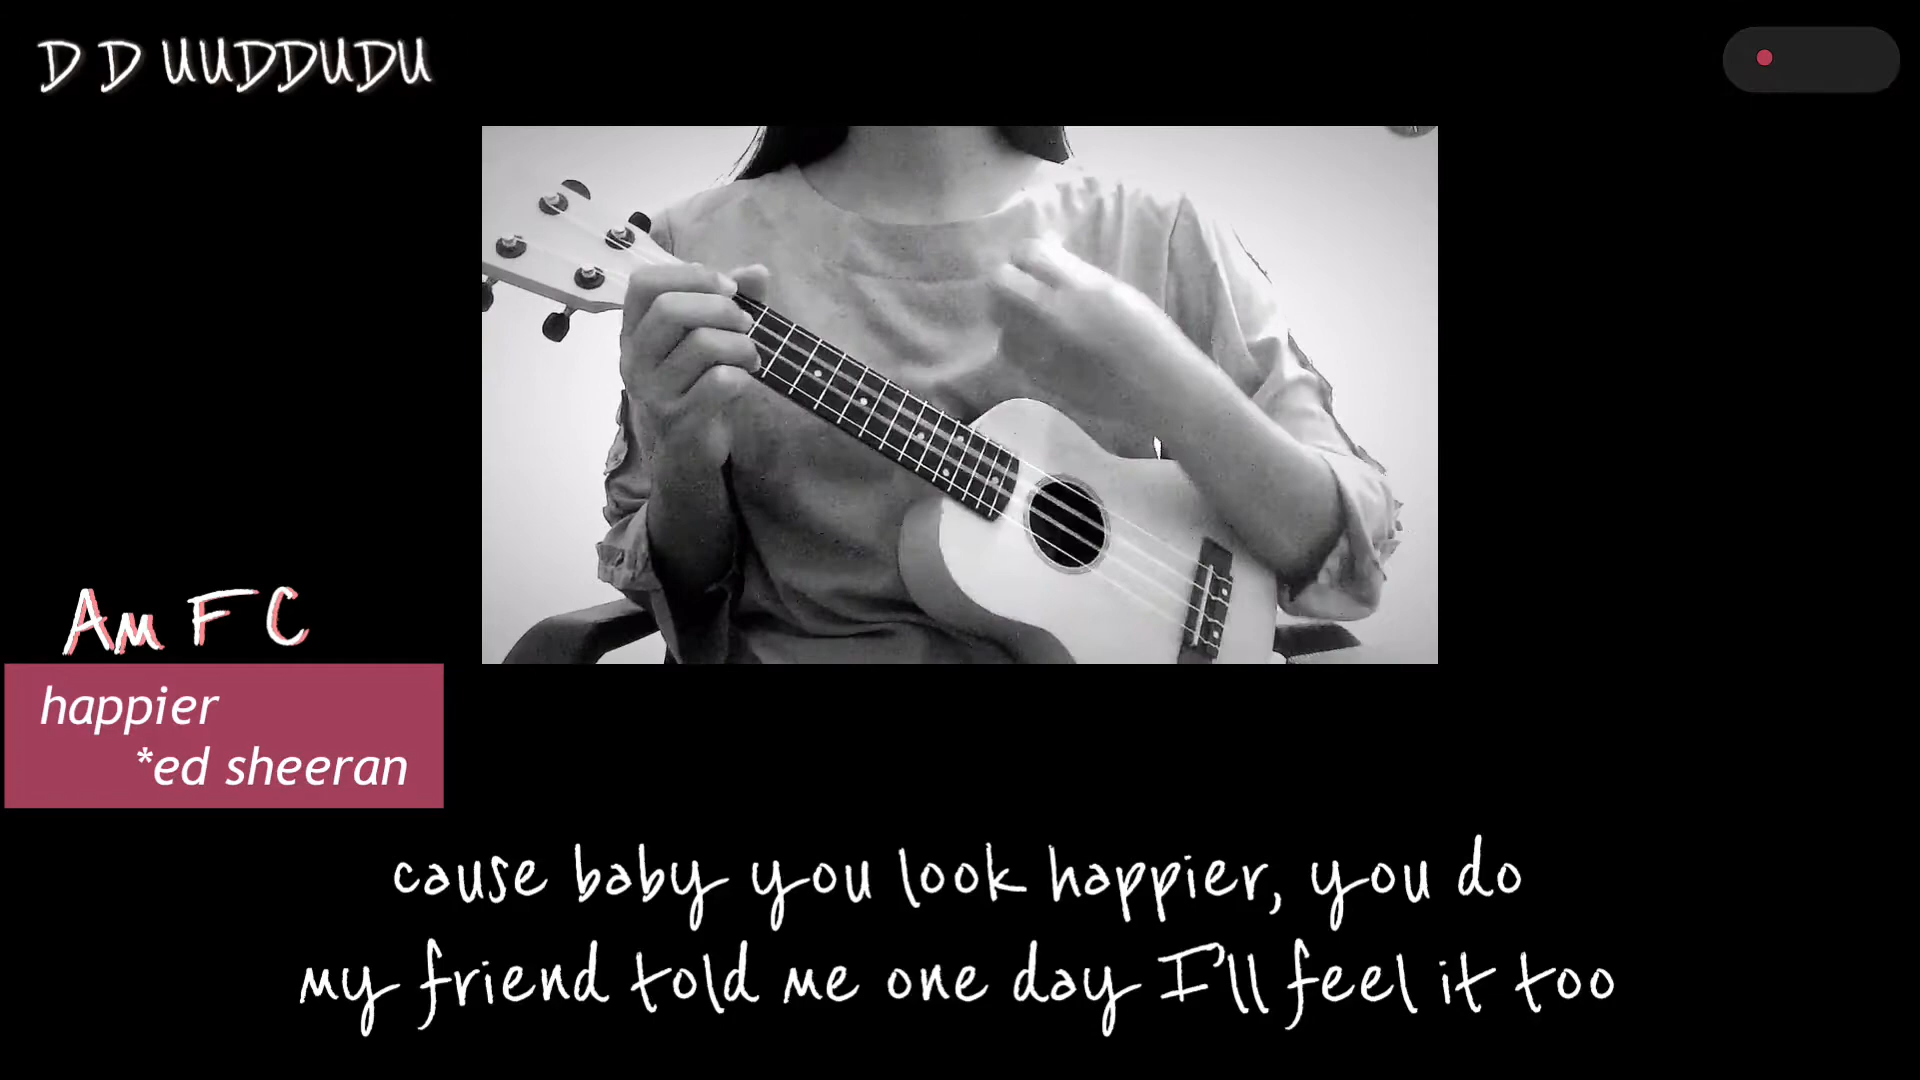 D D UUDDUDU
Am F C
happier
*ed sheeran
cause baby you look happier, you do
my friend told me one day I'll feel it too